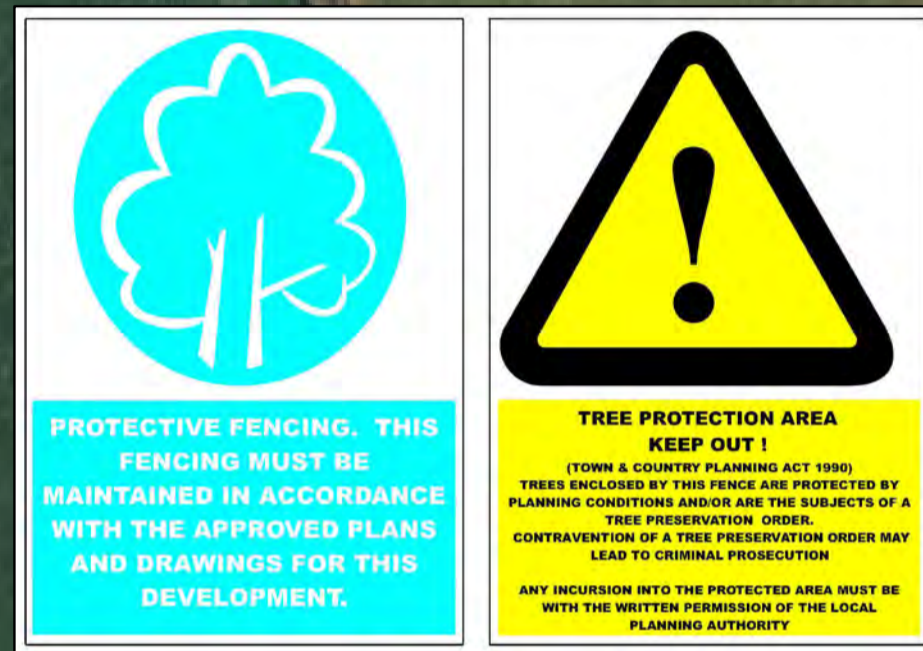 PROTECTIVE FENCING. THIS
FENCING MUST BE
MAINTAINED IN ACCORDANCE
WITH THE APPROVED PLANS
AND DRAWINGS FOR THIS
DEVELOPMENT.
TREE PROTECTION AREA
KEEP OUT !
(TOWN & COUNTRY PLANNING ACT 1990)
TREES ENCLOSED BY THIS FENCE ARE PROTECTED BY
PLANNING CONDITIONS AND/OR ARE THE SUBJECTS OF A
TREE PRESERVATION ORDER.
CONTRAVENTION OF A TREE PRESERVATION ORDER MAY
LEAD TO CRIMINAL PROSECUTION
ANY INCURSION INTO THE PROTECTED AREA MUST BE
WITH THE WRITTEN PERMISSION OF THE LOCAL
PLANNING AUTHORITY